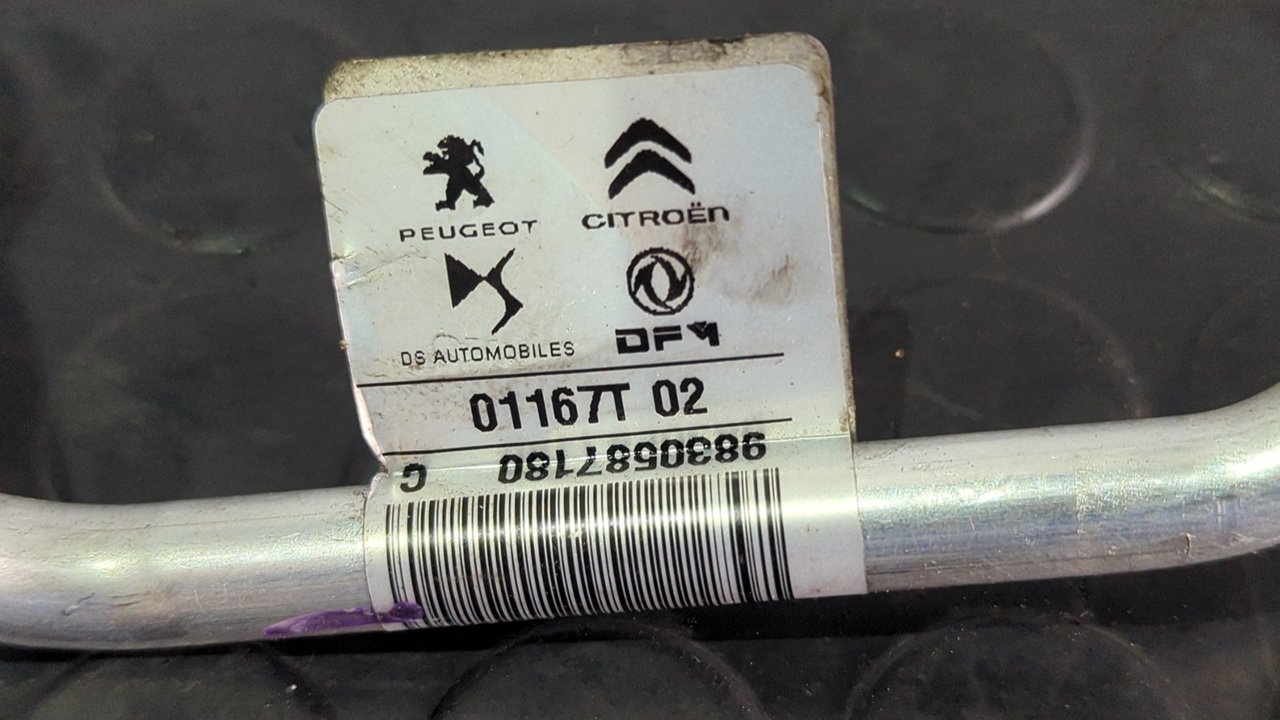 PEUGEOT
CITROËN
DS AUTOMOBILES
DFM
01167T 02
9830587180